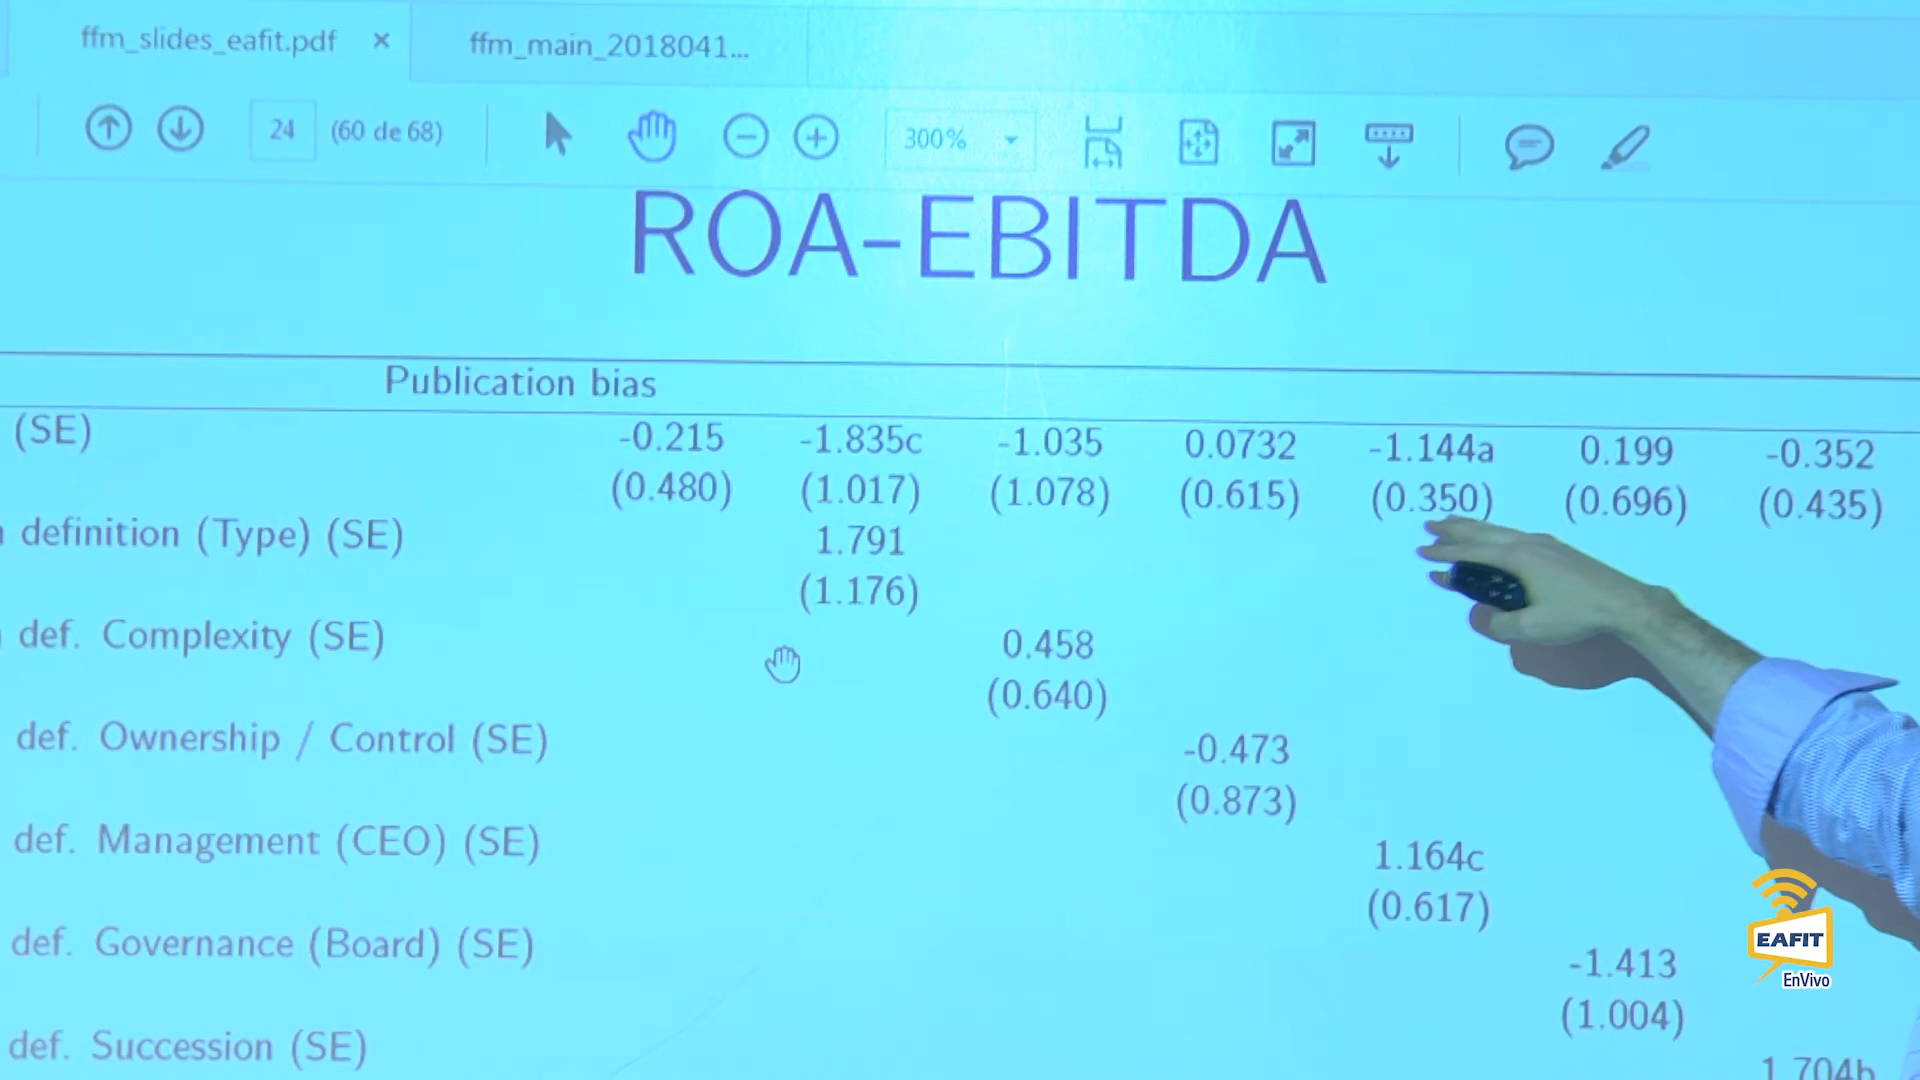 ffm_slides_eafit.pdf × ffm_main_2018041...
24 (60 de 68) 300%
ROA-EBITDA
Publication bias
(SE) -0.215 -1.835c -1.035 0.0732 -1.144a 0.199 -0.352
(0.480) (1.017) (1.078) (0.615) (0.350) (0.696) (0.435)
definition (Type) (SE) 1.791
(1.176)
def. Complexity (SE) 0.458
(0.640)
def. Ownership / Control (SE) -0.473
(0.873)
def. Management (CEO) (SE) 1.164c
(0.617)
def. Governance (Board) (SE) -1.413
(1.004)
def. Succession (SE) 1.704b
EAFIT
EnVivo